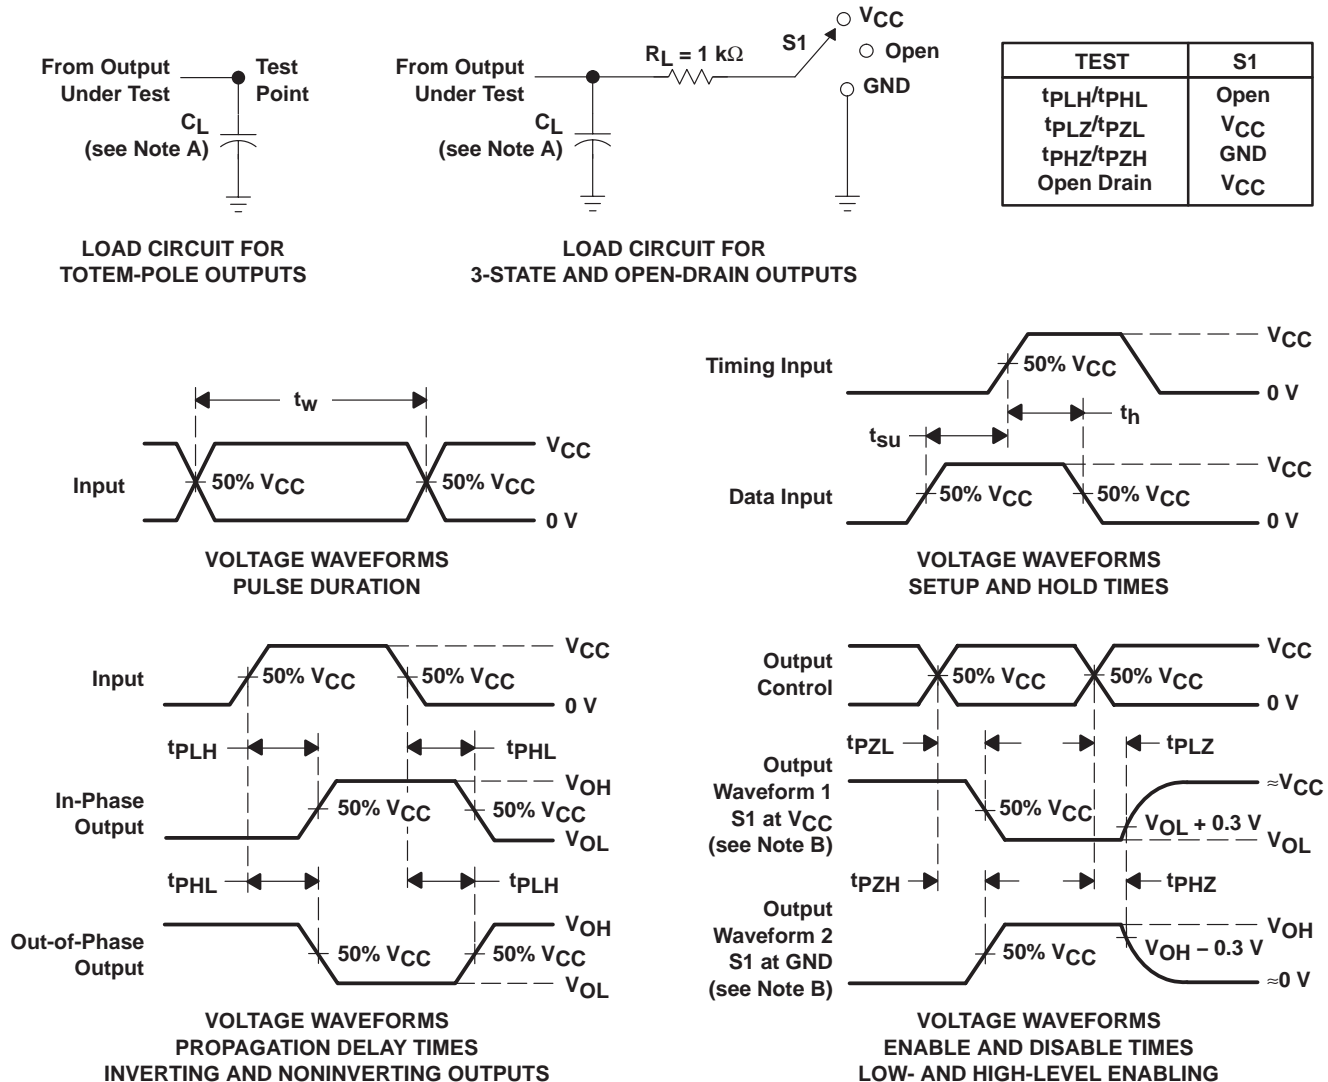 From Output
Under Test
Test
Point
CL
(see Note A)
LOAD CIRCUIT FOR
TOTEM-POLE OUTPUTS
From Output
Under Test
RL = 1 kΩ
S1
VCC
Open
GND
CL
(see Note A)
LOAD CIRCUIT FOR
3-STATE AND OPEN-DRAIN OUTPUTS
TEST S1
tPLH/tPHL Open
tPLZ/tPZL VCC
tPHZ/tPZH GND
Open Drain VCC
tw
Input
50% VCC
50% VCC
VCC
0 V
VOLTAGE WAVEFORMS
PULSE DURATION
Timing Input
50% VCC
VCC
0 V
tsu
th
Data Input
50% VCC
50% VCC
VCC
0 V
VOLTAGE WAVEFORMS
SETUP AND HOLD TIMES
Input
50% VCC
50% VCC
VCC
0 V
tPLH
tPHL
In-Phase
Output
50% VCC
50% VCC
VOH
VOL
tPHL
tPLH
Out-of-Phase
Output
50% VCC
50% VCC
VOH
VOL
VOLTAGE WAVEFORMS
PROPAGATION DELAY TIMES
INVERTING AND NONINVERTING OUTPUTS
Output
Control
50% VCC
50% VCC
VCC
0 V
tPZL
tPLZ
Output
Waveform 1
S1 at VCC
(see Note B)
50% VCC
VOL + 0.3 V
≈VCC
VOL
tPZH
tPHZ
Output
Waveform 2
S1 at GND
(see Note B)
50% VCC
VOH − 0.3 V
VOH
≈0 V
VOLTAGE WAVEFORMS
ENABLE AND DISABLE TIMES
LOW- AND HIGH-LEVEL ENABLING